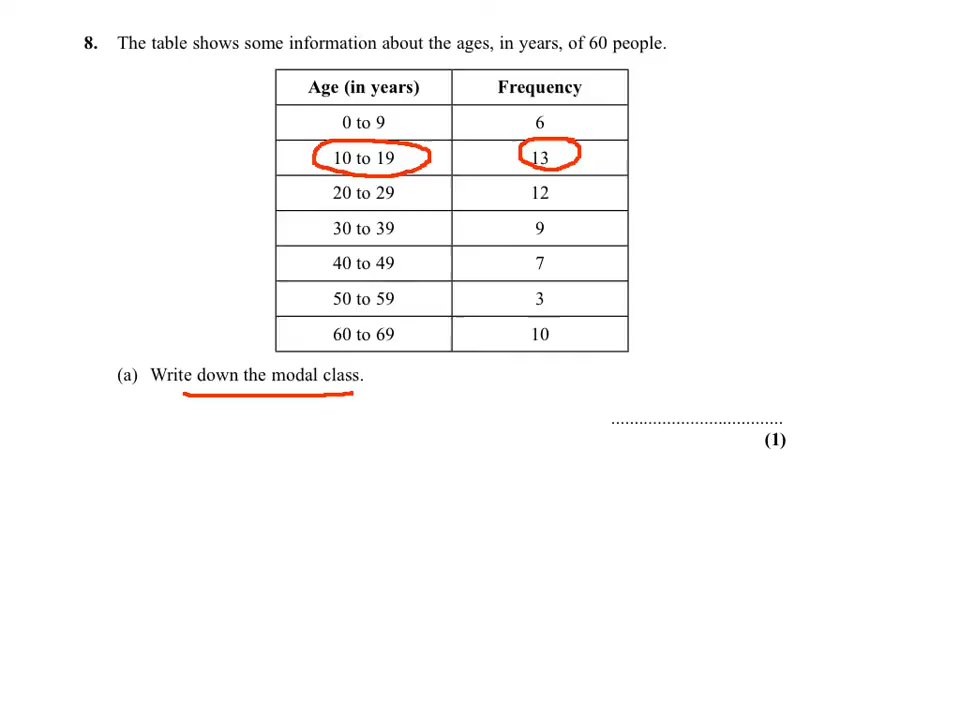 8. The table shows some information about the ages, in years, of 60 people.
Age (in years) Frequency
0 to 9 6
10 to 19 13
20 to 29 12
30 to 39 9
40 to 49 7
50 to 59 3
60 to 69 10
(a) Write down the modal class.
.....................................
(1)